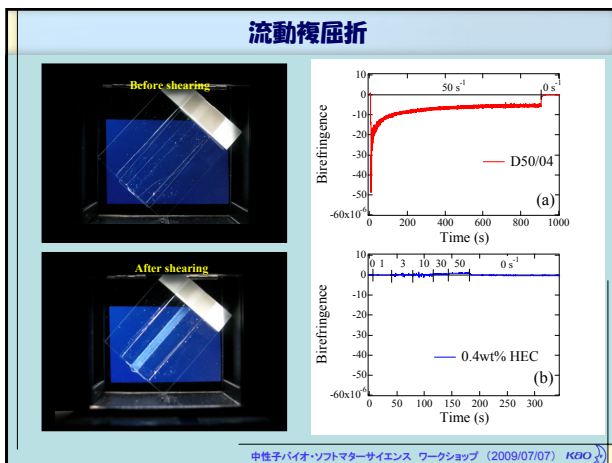 流動複屈折
Before shearing
After shearing
10
0
-10
-20
-30
-40
-50
-60x10-6
Birefringence
50 s-1
0 s-1
D50/04
(a)
0
200
400
600
800
1000
Time (s)
10
0
-10
-20
-30
-40
-50
-60x10-6
Birefringence
0 1 3 10 30 50 0 s-1
0.4wt% HEC
(b)
0
50
100
150
200
250
300
Time (s)
中性子バイオ・ソフトマターサイエンス ワークショップ (2009/07/07) Kao